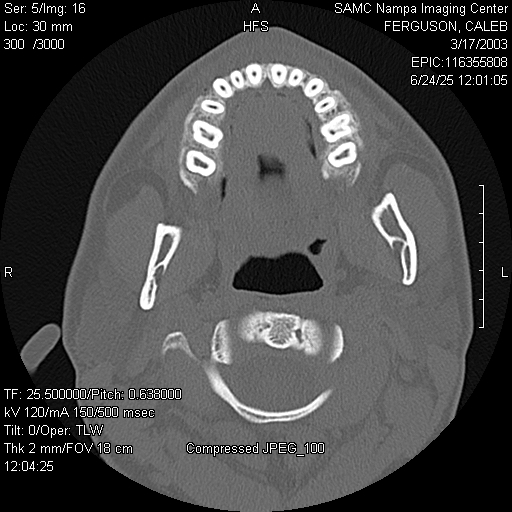 Ser: 5/Img: 16
Loc: 30 mm
300 /3000
A
HFS
SAMC Nampa Imaging Center
FERGUSON, CALEB
3/17/2003
EPIC:116355808
6/24/25 12:01:05
R
L
TF: 25.500000/Pitch: 0.638000
kV 120/mA 150/500 msec
Tilt: 0/Oper: TLW
Thk 2 mm/FOV 18 cm
12:04:25
Compressed JPEG_100